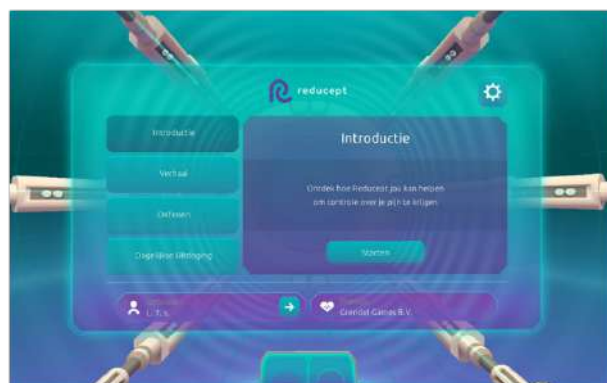 reducept
Introductie
Verhaal
Oefenen
Dagelijkse Uitdaging
Introductie
Ontdek hoe Reducept jou kan helpen
om controle over je pijn te krijgen.
Starten
L. T. s.
Grendel Games B.V.